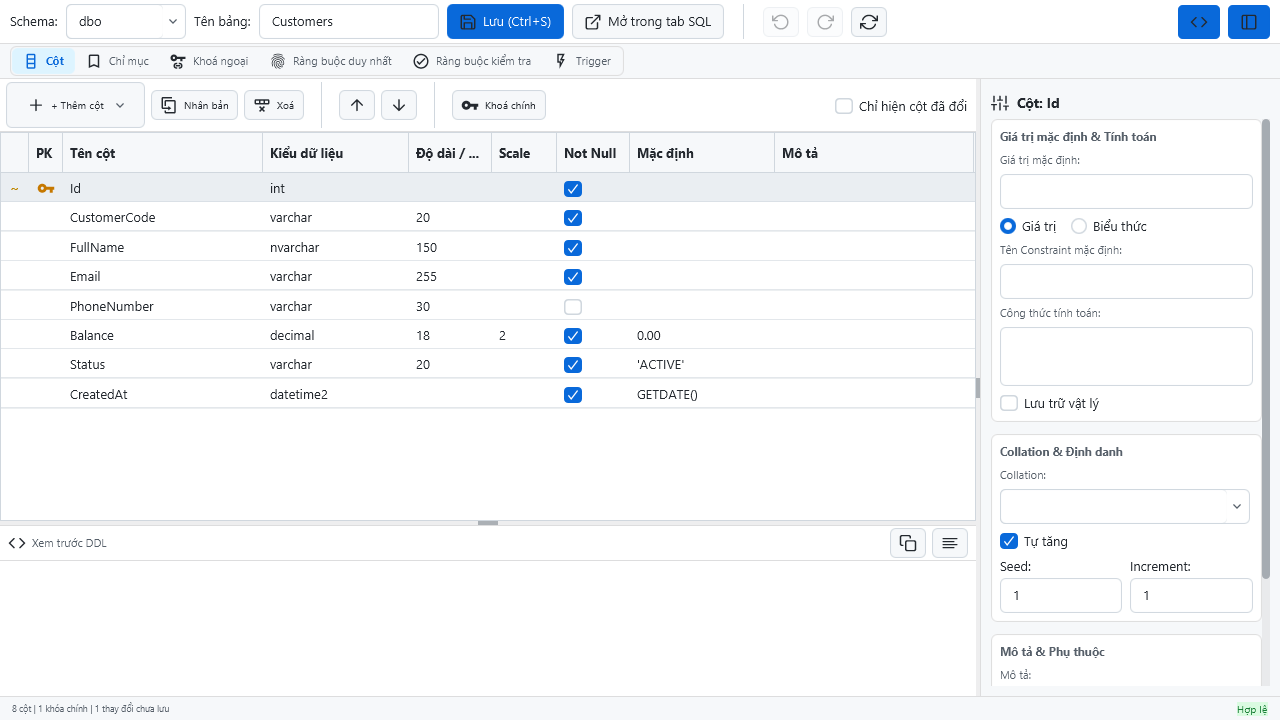 Schema: dbo Tên bảng: Customers Lưu (Ctrl+S) Mở trong tab SQL
Cột Chỉ mục Khoá ngoại Ràng buộc duy nhất Ràng buộc kiểm tra Trigger
+ Thêm cột Nhân bản Xoá Khoá chính Chỉ hiện cột đã đổi
PK Tên cột Kiểu dữ liệu Độ dài / ... Scale Not Null Mặc định Mô tả
~ Id int
CustomerCode varchar 20
FullName nvarchar 150
Email varchar 255
PhoneNumber varchar 30
Balance decimal 18 2 0.00
Status varchar 20 'ACTIVE'
CreatedAt datetime2 GETDATE()
Xem trước DDL
Cột: Id
Giá trị mặc định & Tính toán
Giá trị mặc định:
Giá trị Biểu thức
Tên Constraint mặc định:
Công thức tính toán:
Lưu trữ vật lý
Collation & Định danh
Collation:
Tự tăng
Seed: Increment:
1 1
Mô tả & Phụ thuộc
Mô tả:
8 cột | 1 khóa chính | 1 thay đổi chưa lưu Hợp lệ